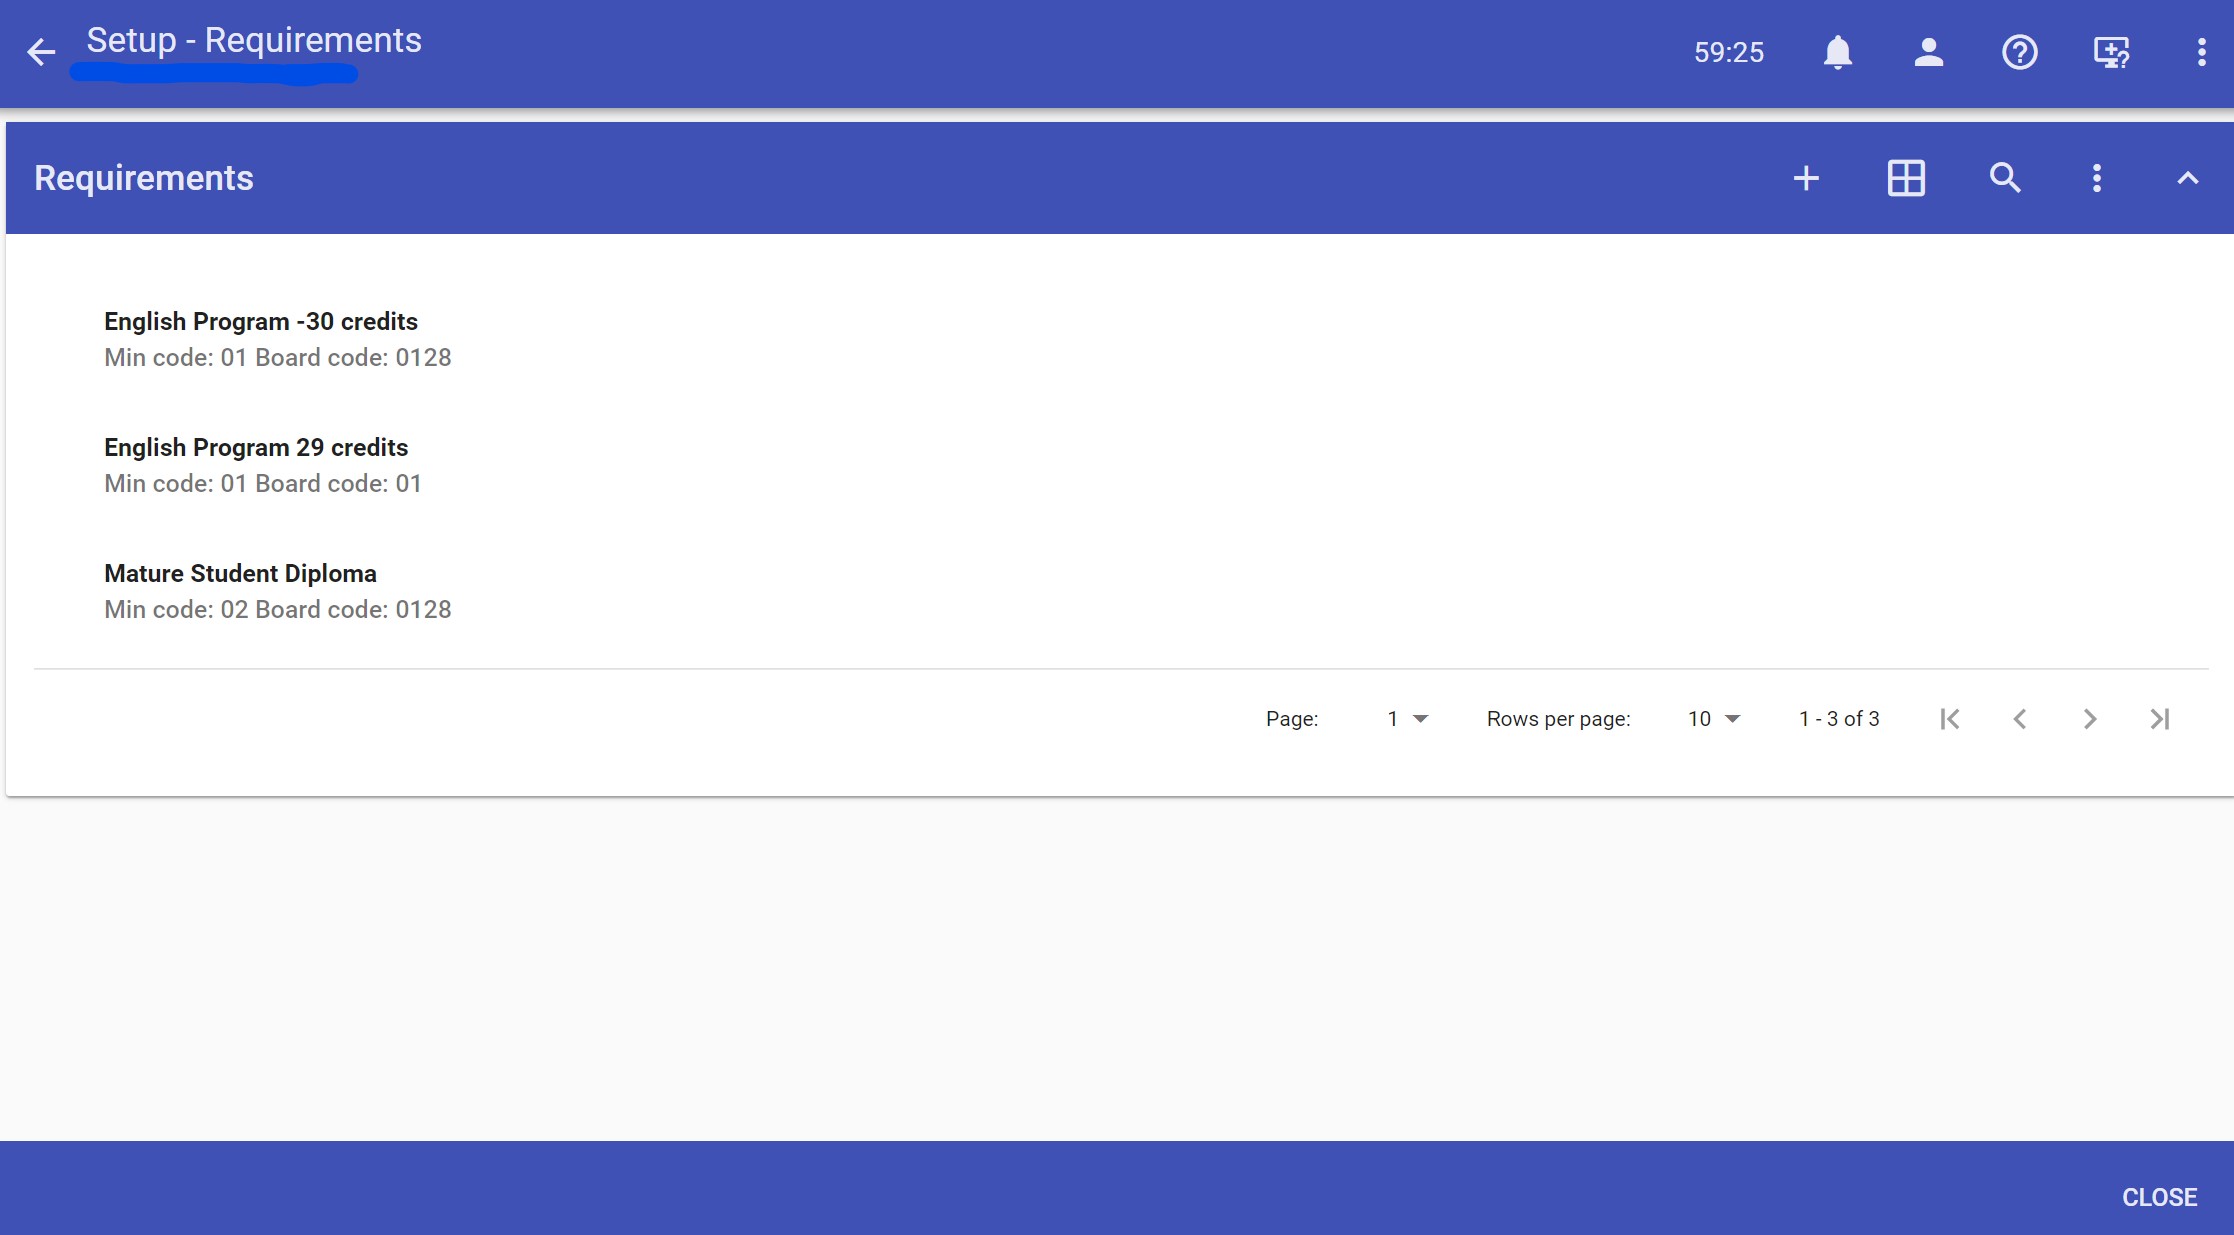 Setup - Requirements
59:25
Requirements
English Program -30 credits
Min code: 01 Board code: 0128
English Program 29 credits
Min code: 01 Board code: 01
Mature Student Diploma
Min code: 02 Board code: 0128
Page: 1 Rows per page: 10 1 - 3 of 3
CLOSE